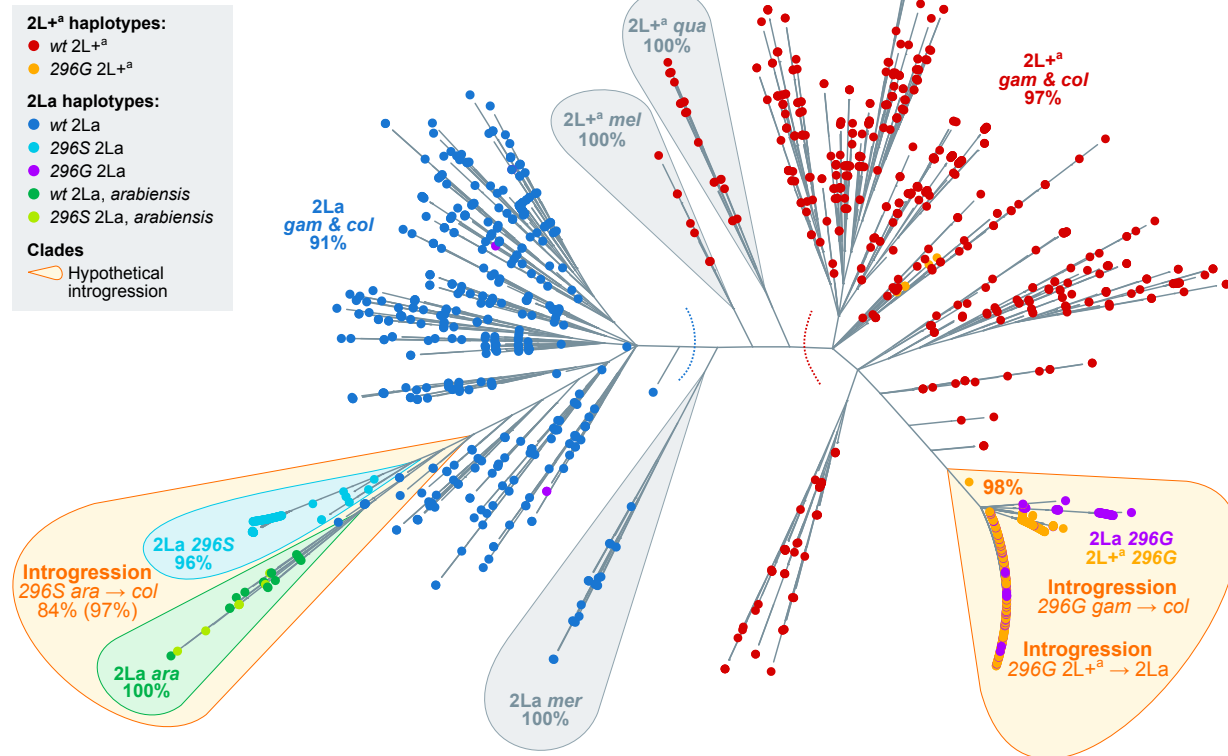 2L+ᵃ haplotypes:
wt 2L+ᵃ
296G 2L+ᵃ
2La haplotypes:
wt 2La
296S 2La
296G 2La
wt 2La, arabiensis
296S 2La, arabiensis
Clades
Hypothetical
introgression
2L+ᵃ qua
100%
2L+ᵃ mel
100%
2L+ᵃ
gam & col
97%
2La
gam & col
91%
2La 296S
96%
Introgression
296S ara → col
84% (97%)
2La ara
100%
2La mer
100%
98%
2La 296G
2L+ᵃ 296G
Introgression
296G gam → col
Introgression
296G 2L+ᵃ → 2La